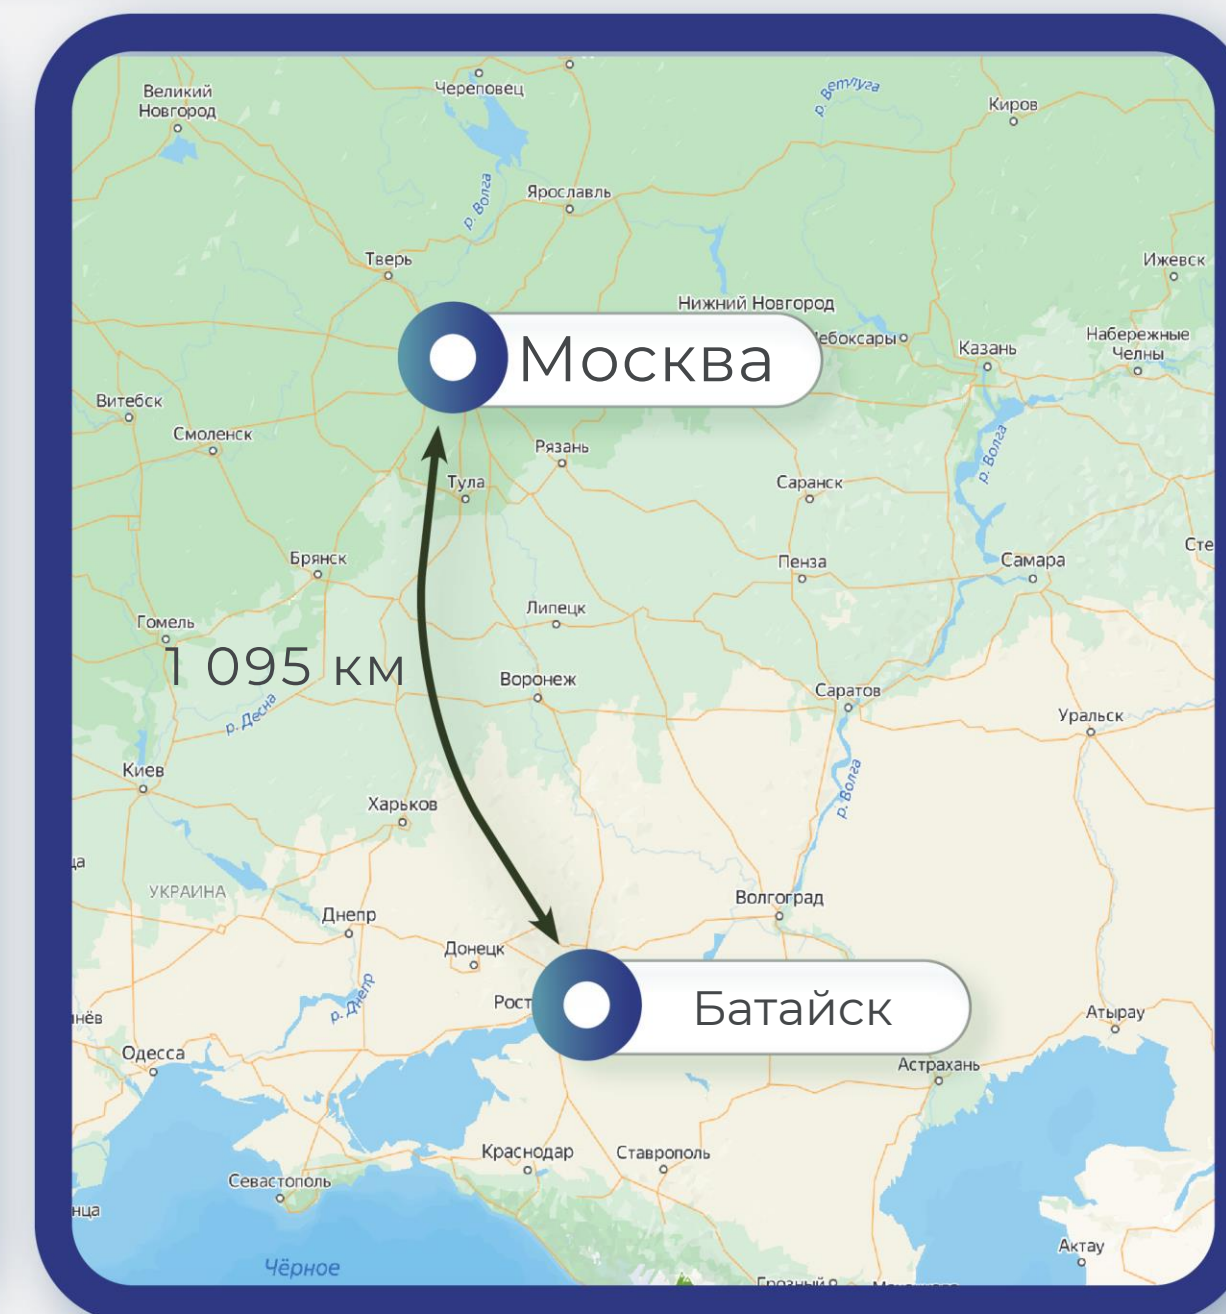 Великий
Новгород
Череповец
р. Ветлуга
Киров
р. Волга
Ярославль
Тверь
Ижевск
Нижний Новгород
Москва
Казань
Набережные
Челны
Витебск
Смоленск
Рязань
р. Волга
Тула
Саранск
Брянск
Пенза
Самара
Гомель
Липецк
1 095 км
Воронеж
Саратов
р. Десна
Уральск
Киев
Харьков
р. Волга
УКРАИНА
Днепр
Волгоград
Донецк
р. Днепр
Рост
Батайск
Атырау
Одесса
Астрахань
Краснодар
Ставрополь
Севастополь
Актау
Чёрное